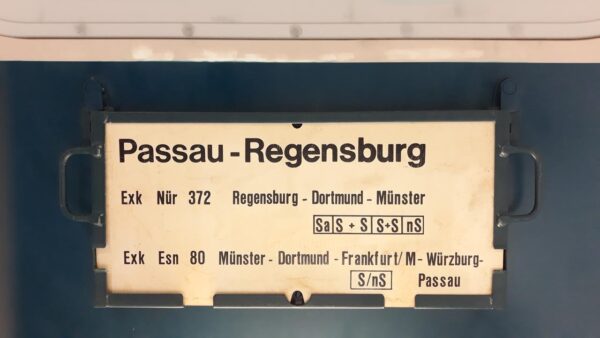 Passau - Regensburg
Exk Nür 372 Regensburg - Dortmund - Münster
Sa S + S S+S nS
Exk Esn 80 Münster - Dortmund - Frankfurt/M - Würzburg-
S/nS Passau